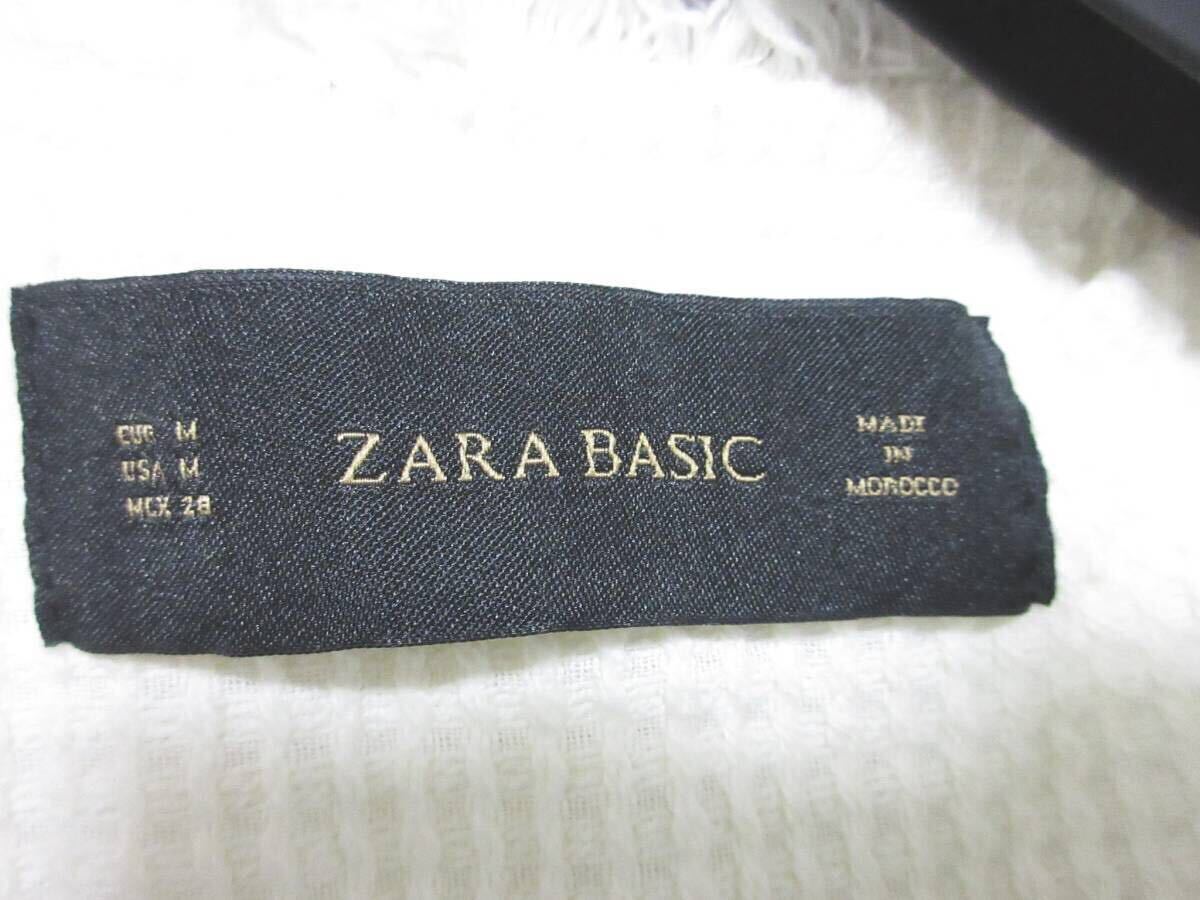 EUR M
USA M
MEX 28
ZARA BASIC
MADE
IN
MOROCCO